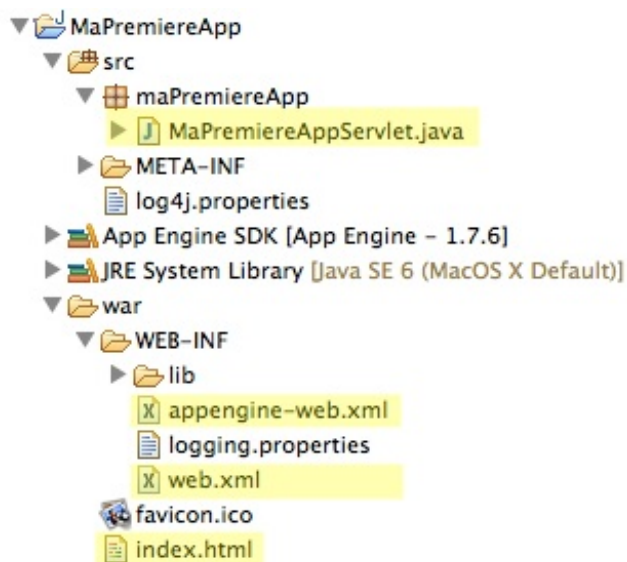 MaPremiereApp
src
maPremiereApp
MaPremiereAppServlet.java
META-INF
log4j.properties
App Engine SDK [App Engine - 1.7.6]
JRE System Library [Java SE 6 (MacOS X Default)]
war
WEB-INF
lib
appengine-web.xml
logging.properties
web.xml
favicon.ico
index.html